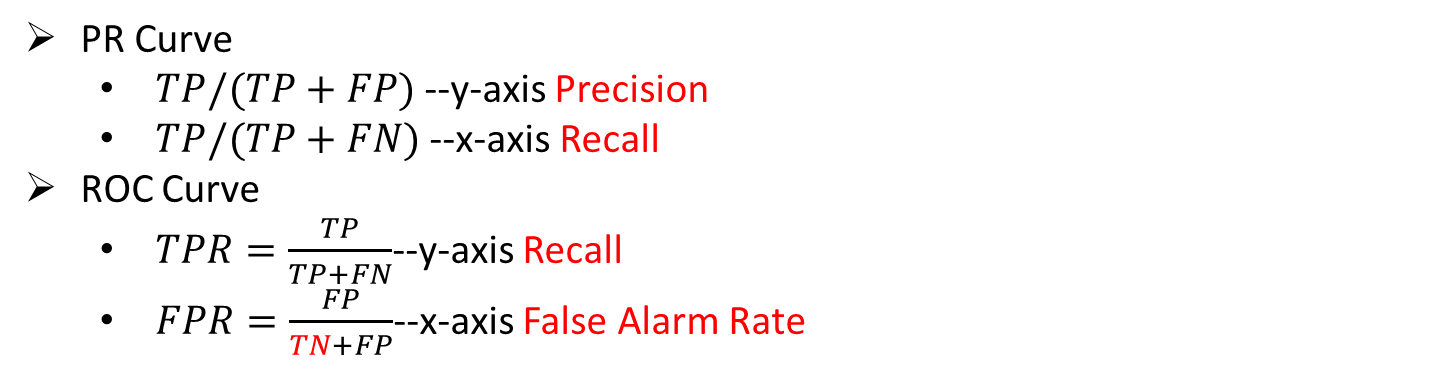 ➢ PR Curve
• TP/(TP + FP) --y-axis Precision
• TP/(TP + FN) --x-axis Recall
➢ ROC Curve
• TPR = TP/(TP+FN) --y-axis Recall
• FPR = FP/(TN+FP) --x-axis False Alarm Rate